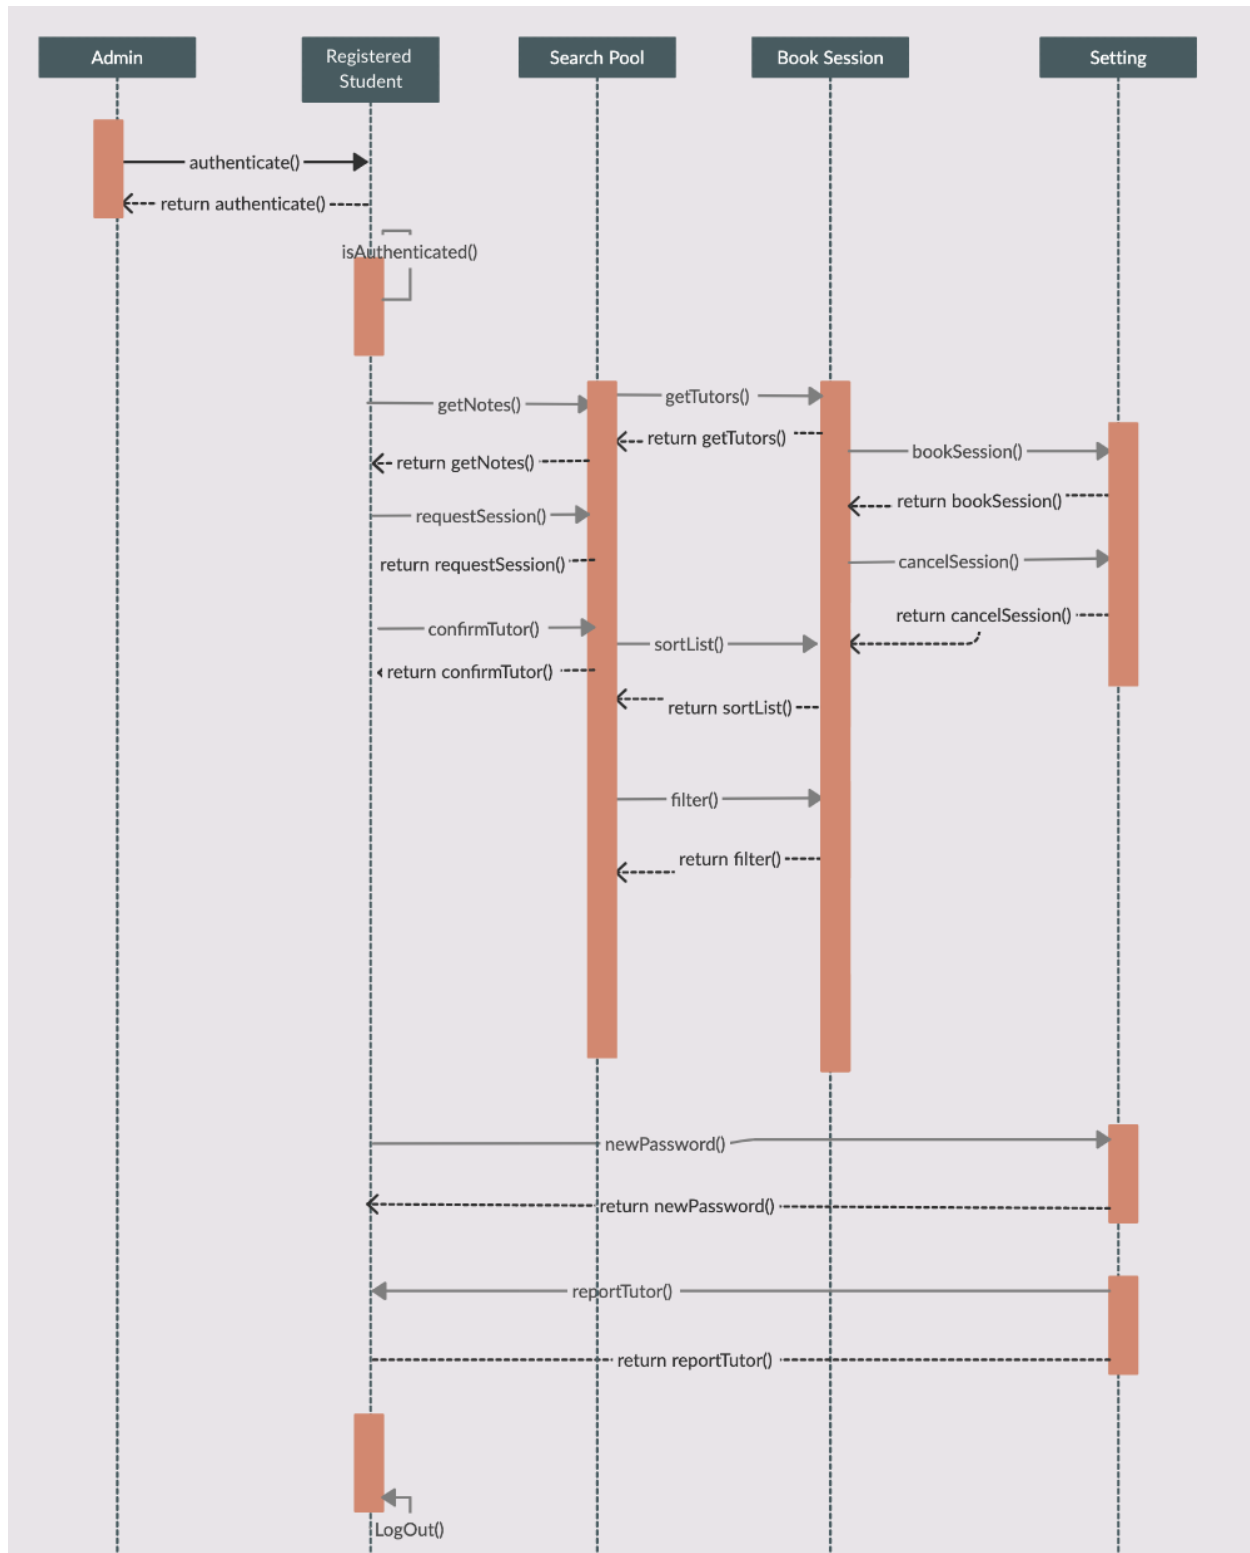 Admin
Registered
Student
Search Pool
Book Session
Setting
authenticate()
return authenticate()
isAuthenticated()
getTutors()
getNotes()
return getTutors()
bookSession()
return getNotes()
return bookSession()
requestSession()
cancelSession()
return requestSession()
return cancelSession()
confirmTutor()
sortList()
return confirmTutor()
return sortList()
filter()
return filter()
newPassword()
return newPassword()
reportTutor()
return reportTutor()
LogOut()